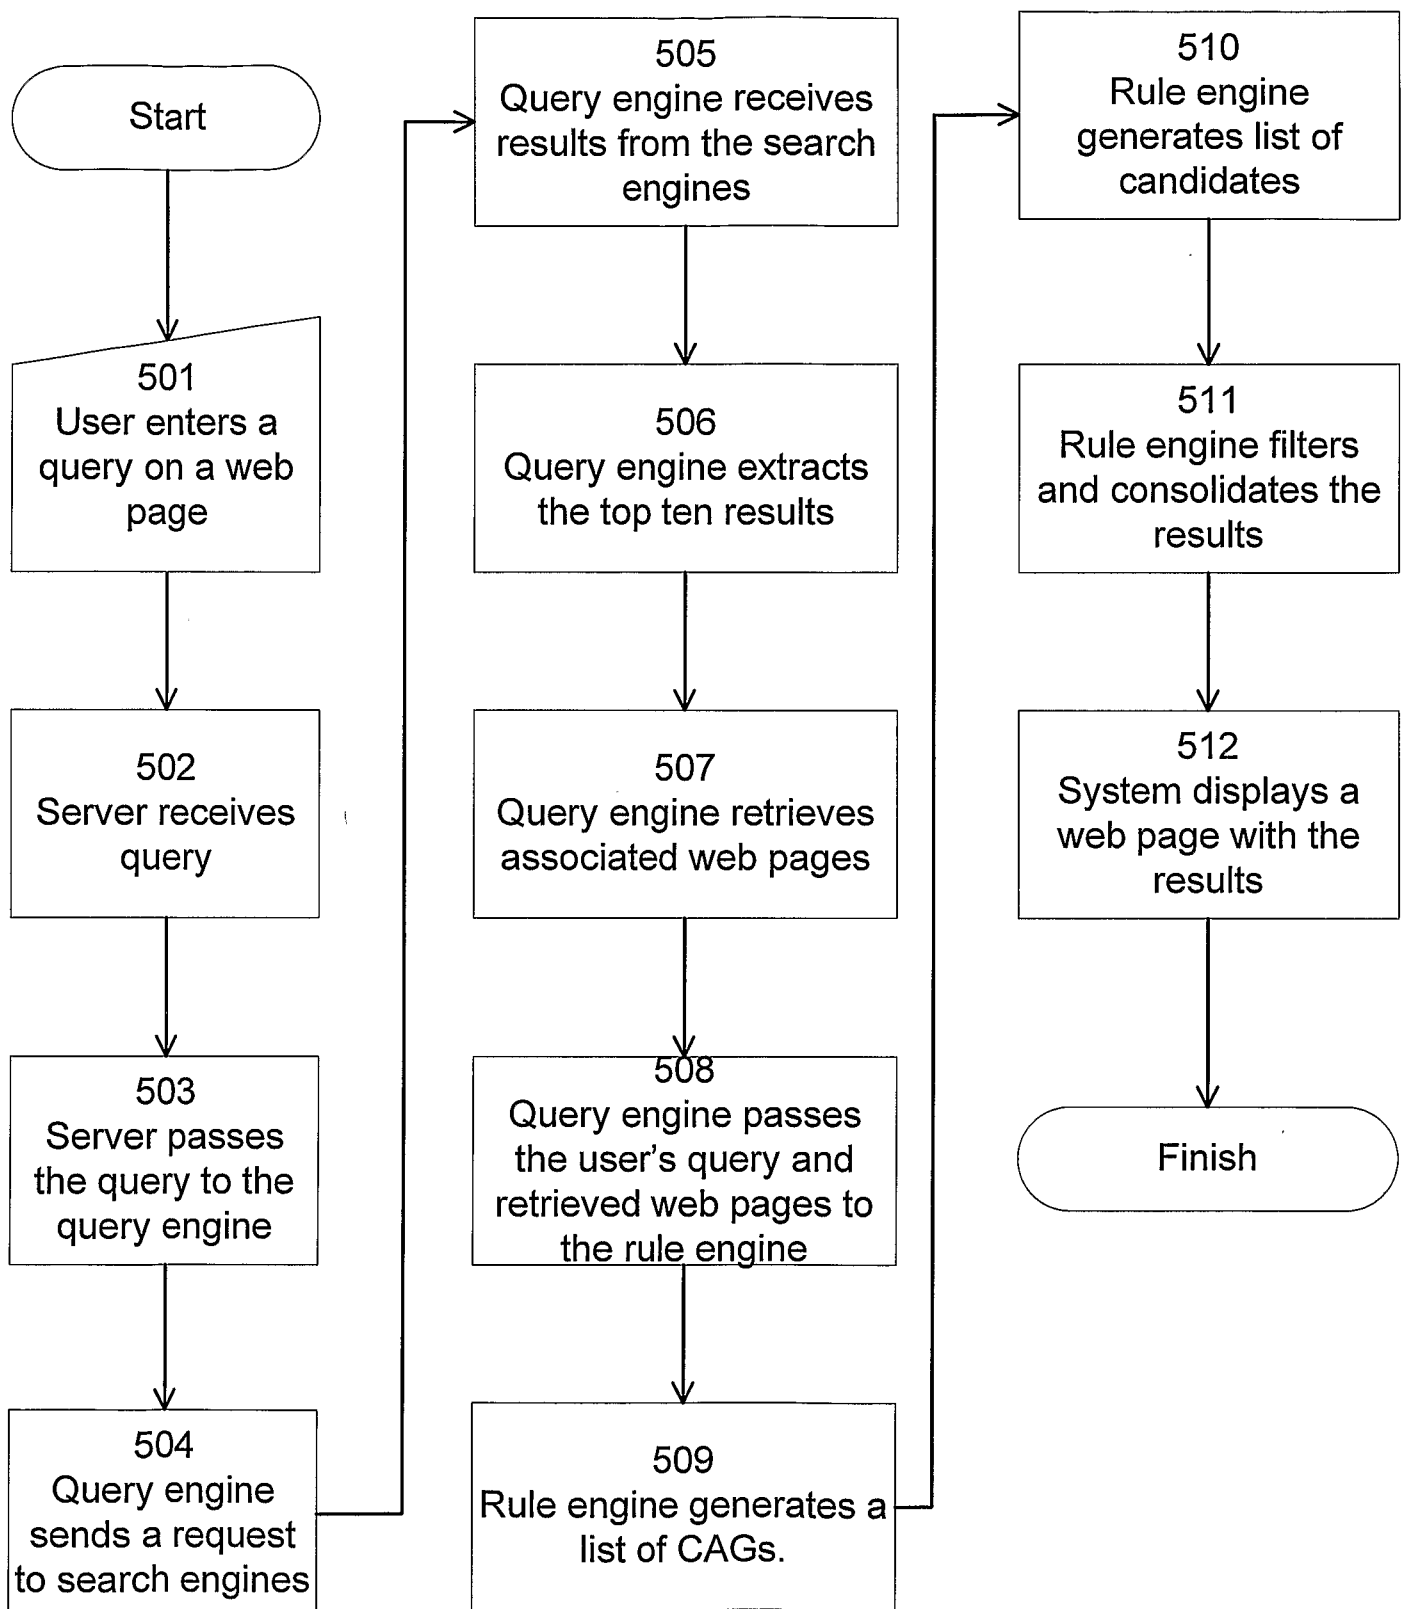 Start
501
User enters a
query on a web
page
502
Server receives
query
503
Server passes
the query to the
query engine
504
Query engine
sends a request
to search engines
505
Query engine receives
results from the search
engines
506
Query engine extracts
the top ten results
507
Query engine retrieves
associated web pages
508
Query engine passes
the user's query and
retrieved web pages to
the rule engine
509
Rule engine generates a
list of CAGs.
510
Rule engine
generates list of
candidates
511
Rule engine filters
and consolidates the
results
512
System displays a
web page with the
results
Finish